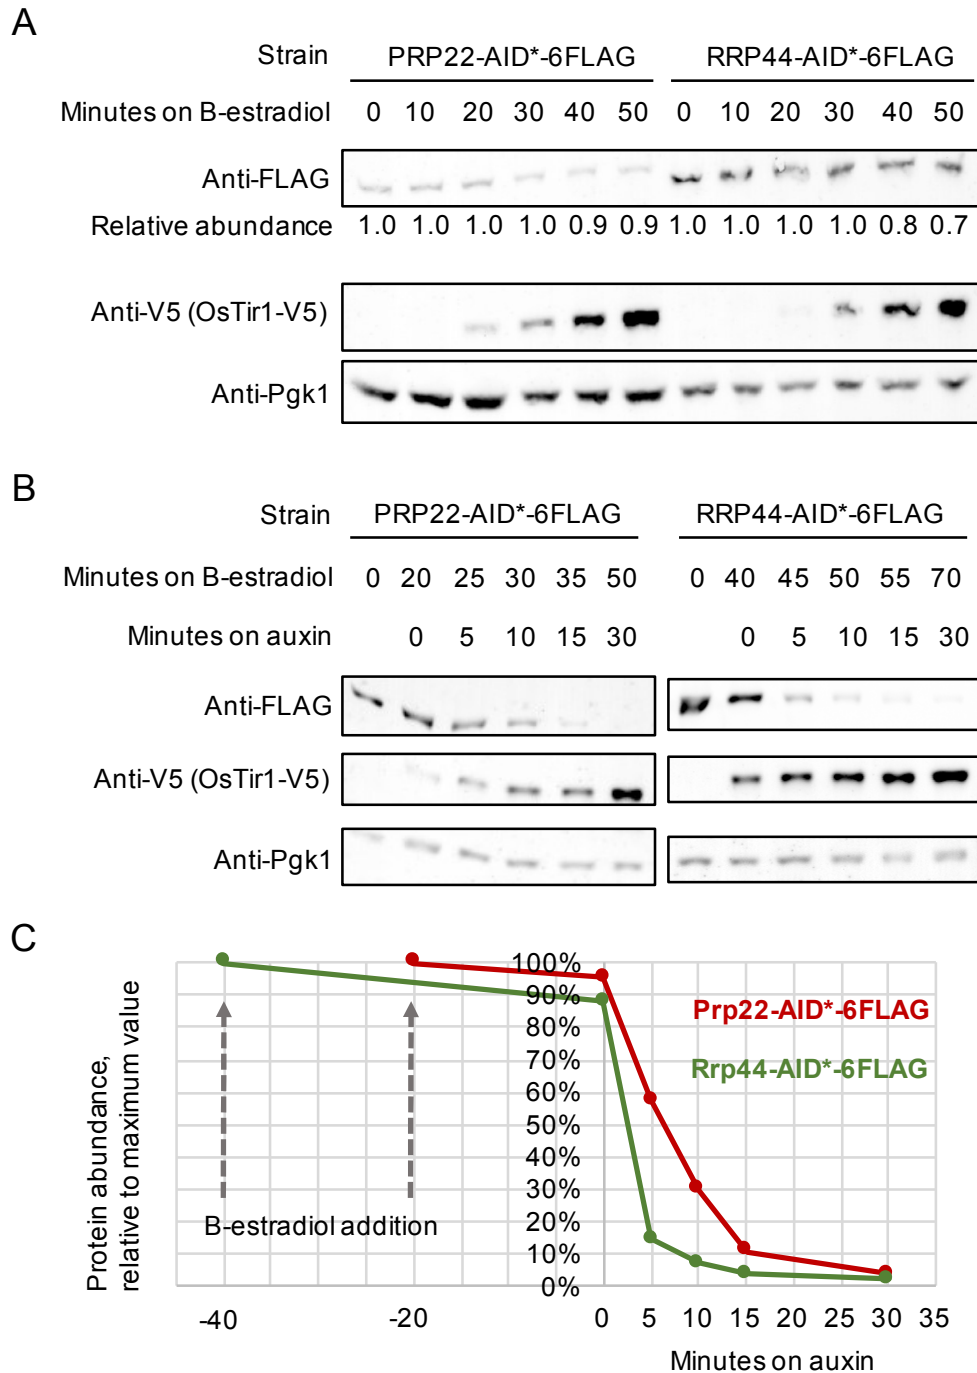 A
Strain PRP22-AID*-6FLAG RRP44-AID*-6FLAG
Minutes on B-estradiol 0 10 20 30 40 50 0 10 20 30 40 50
Anti-FLAG
Relative abundance 1.0 1.0 1.0 1.0 0.9 0.9 1.0 1.0 1.0 1.0 0.8 0.7
Anti-V5 (OsTir1-V5)
Anti-Pgk1
B
Strain PRP22-AID*-6FLAG RRP44-AID*-6FLAG
Minutes on B-estradiol 0 20 25 30 35 50 0 40 45 50 55 70
Minutes on auxin 0 5 10 15 30 0 5 10 15 30
Anti-FLAG
Anti-V5 (OsTir1-V5)
Anti-Pgk1
C
Protein abundance,
relative to maximum value
100%
90%
80%
70%
60%
50%
40%
30%
20%
10%
0%
Prp22-AID*-6FLAG
Rrp44-AID*-6FLAG
B-estradiol addition
-40 -20 0 5 10 15 20 25 30 35
Minutes on auxin